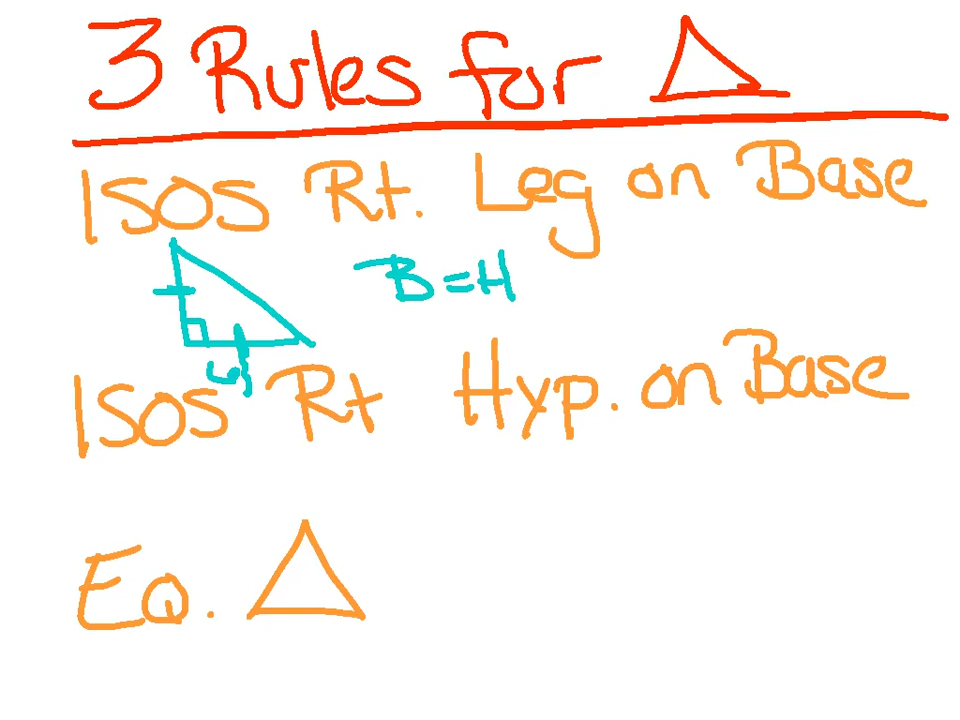 3 Rules for △
ISOS Rt. Leg on Base
B = H
ISOS Rt Hyp. on Base
EQ. △